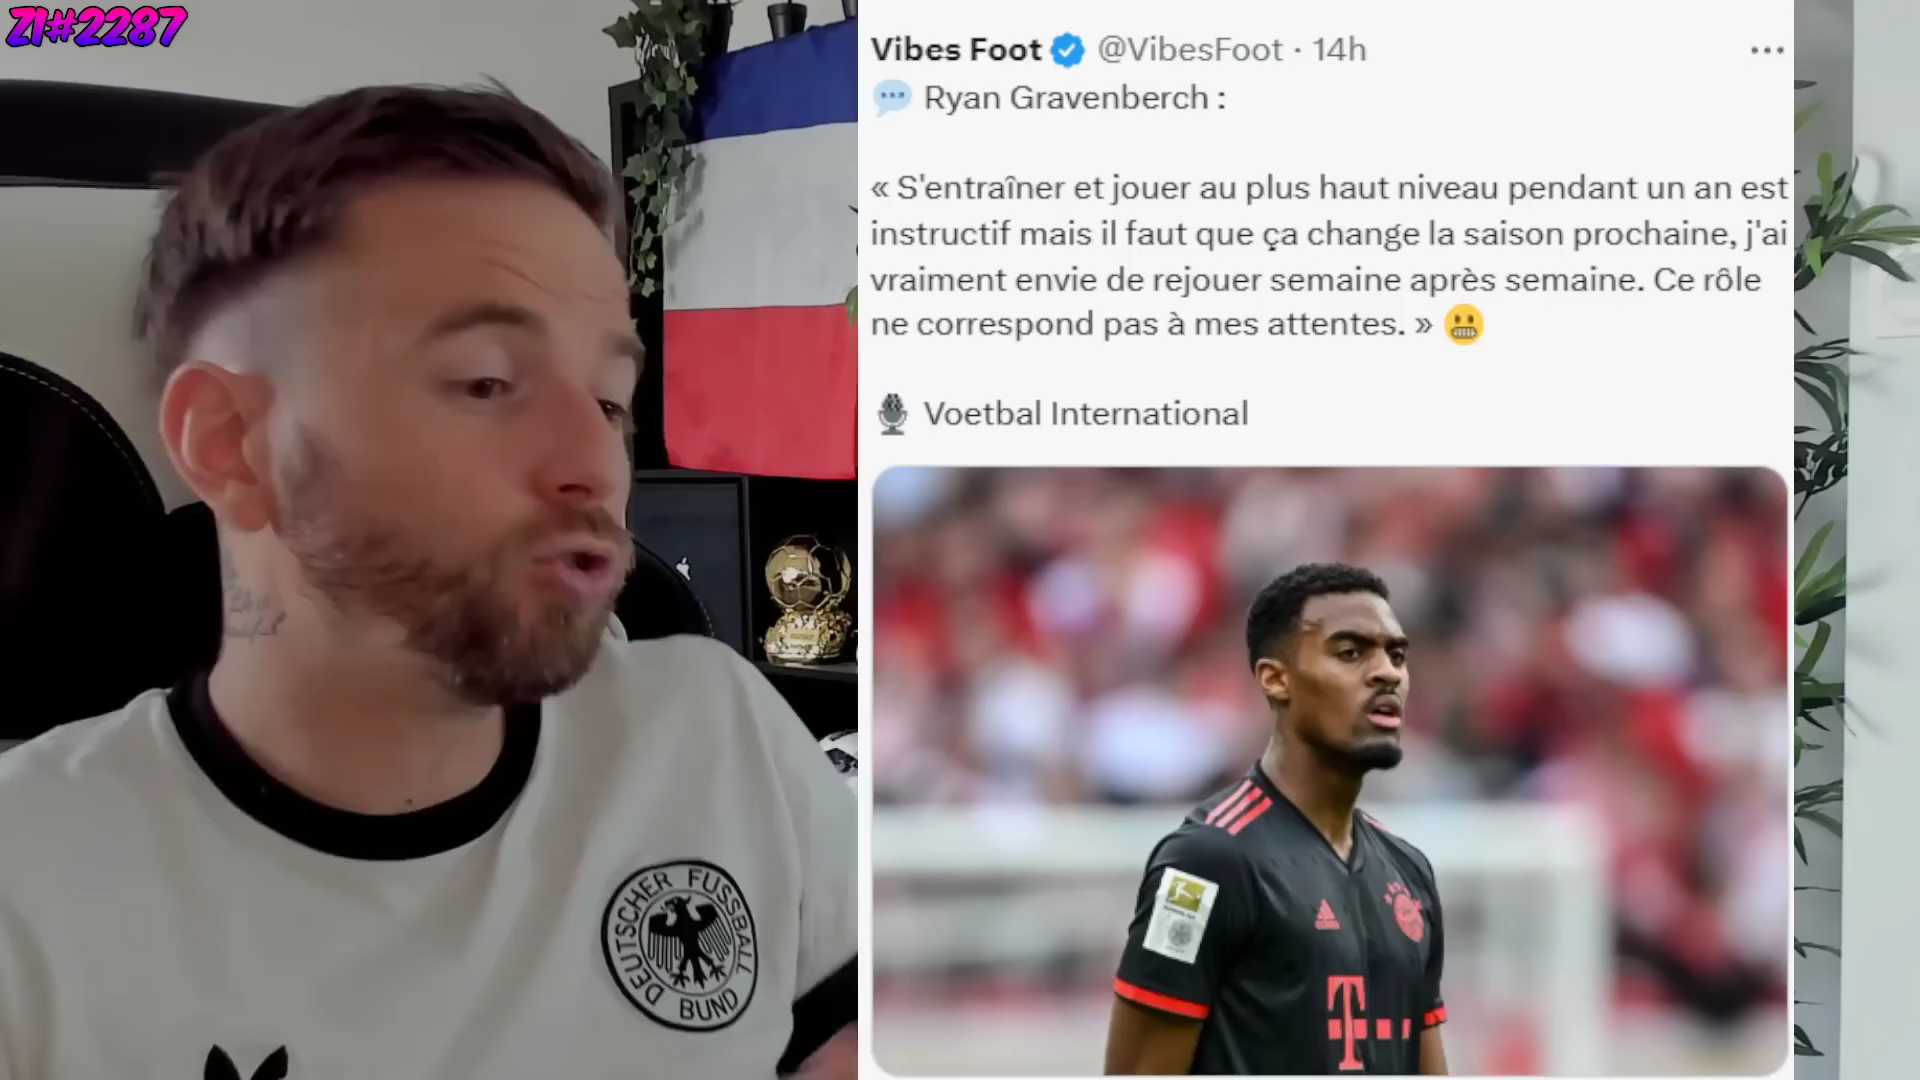 Z1#2287
Vibes Foot @VibesFoot · 14h
Ryan Gravenberch :
« S'entraîner et jouer au plus haut niveau pendant un an est
instructif mais il faut que ça change la saison prochaine, j'ai
vraiment envie de rejouer semaine après semaine. Ce rôle
ne correspond pas à mes attentes. »
Voetbal International
DEUTSCHER FUSSBALL
BUND
T